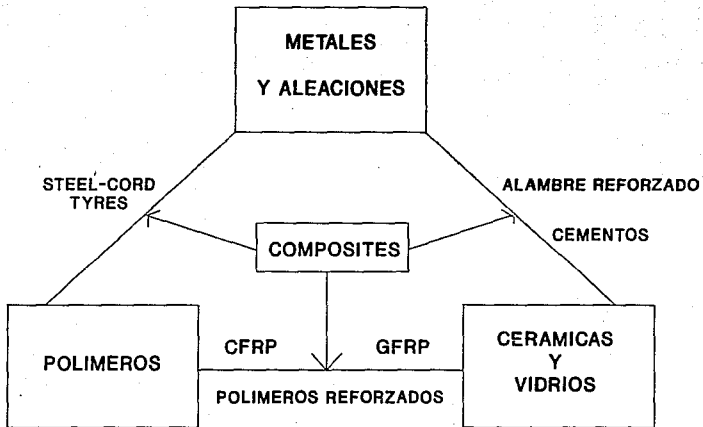 METALES
Y ALEACIONES
STEEL-CORD
TYRES
ALAMBRE REFORZADO
CEMENTOS
COMPOSITES
POLIMEROS
CFRP
GFRP
POLIMEROS REFORZADOS
CERAMICAS
Y
VIDRIOS